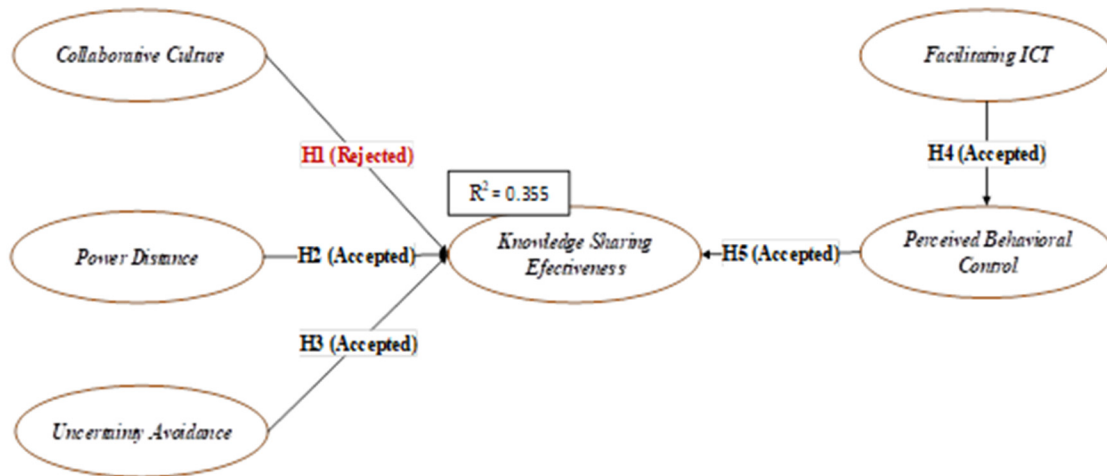 Collaborative Culture
Facilitaring ICT
H1 (Rejected)
H4 (Accepted)
R² = 0.355
Power Distance
H2 (Accepted)
Knowledge Sharing
Efectiveness
H5 (Accepted)
Perceived Behavioral
Control
H3 (Accepted)
Uncertainty Avoidance